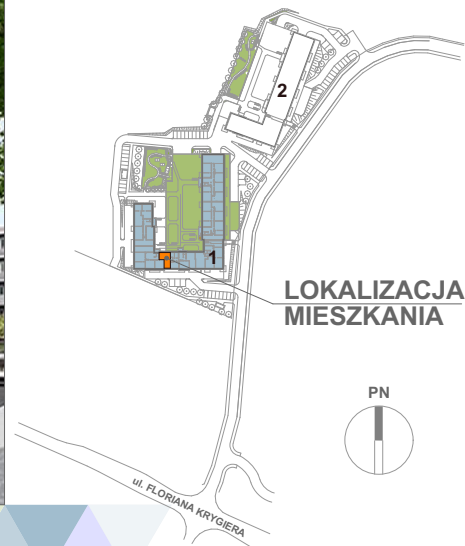 2
1
LOKALIZACJA
MIESZKANIA
PN
ul. FLORIANA KRYGIERA